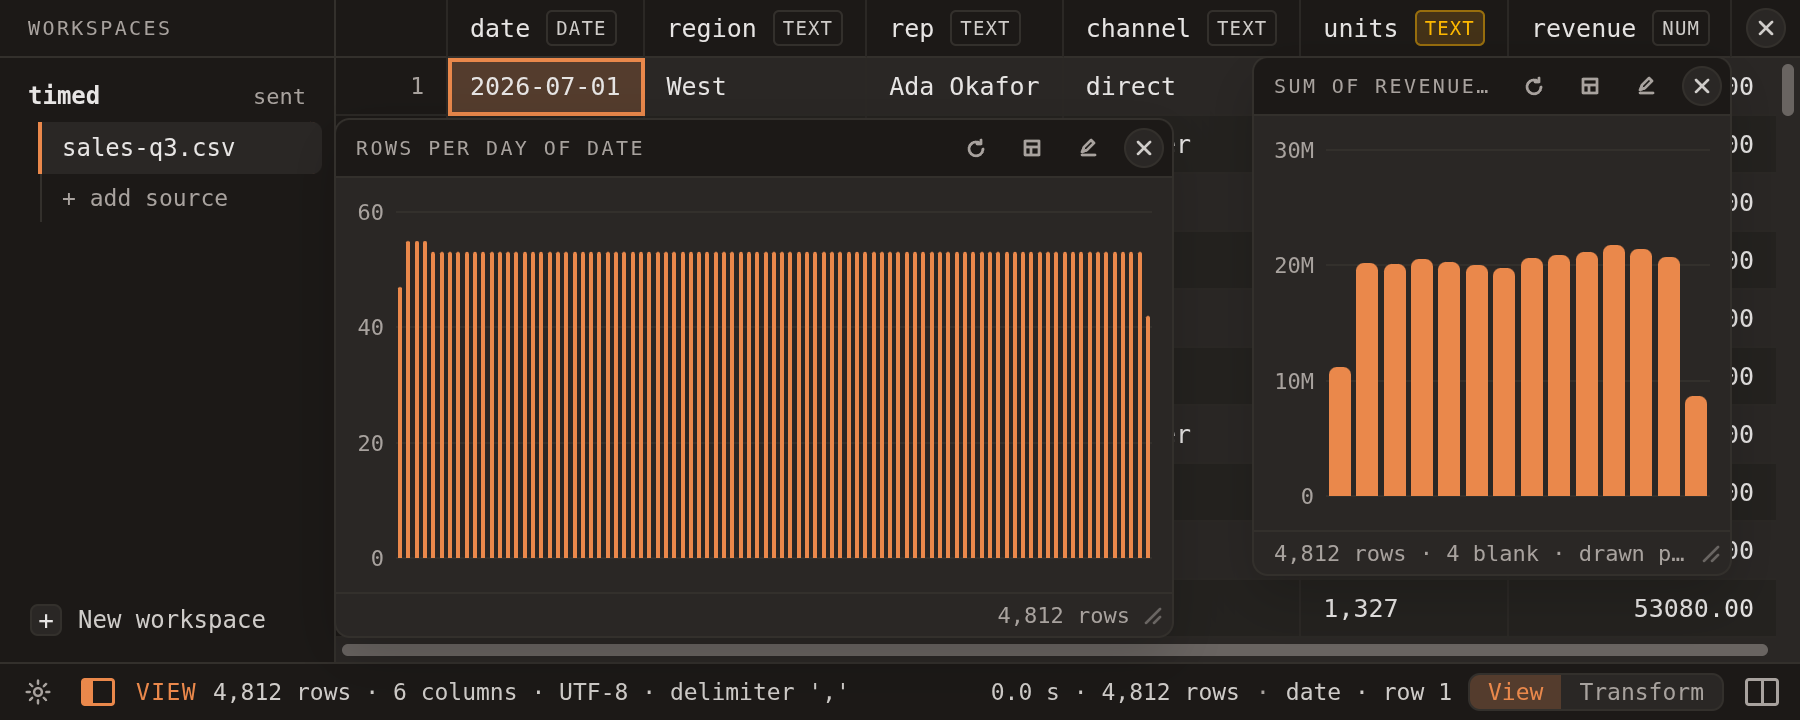 WORKSPACES
date DATE region TEXT rep TEXT channel TEXT units TEXT revenue NUM
timed sent
sales-q3.csv
+ add source
+ New workspace
1 2026-07-01 West Ada Okafor direct
ROWS PER DAY OF DATE
60
40
20
0
4,812 rows
SUM OF REVENUE…
30M
20M
10M
0
4,812 rows · 4 blank · drawn p…
1,327 53080.00
VIEW 4,812 rows · 6 columns · UTF-8 · delimiter ','
0.0 s · 4,812 rows · date · row 1 View Transform